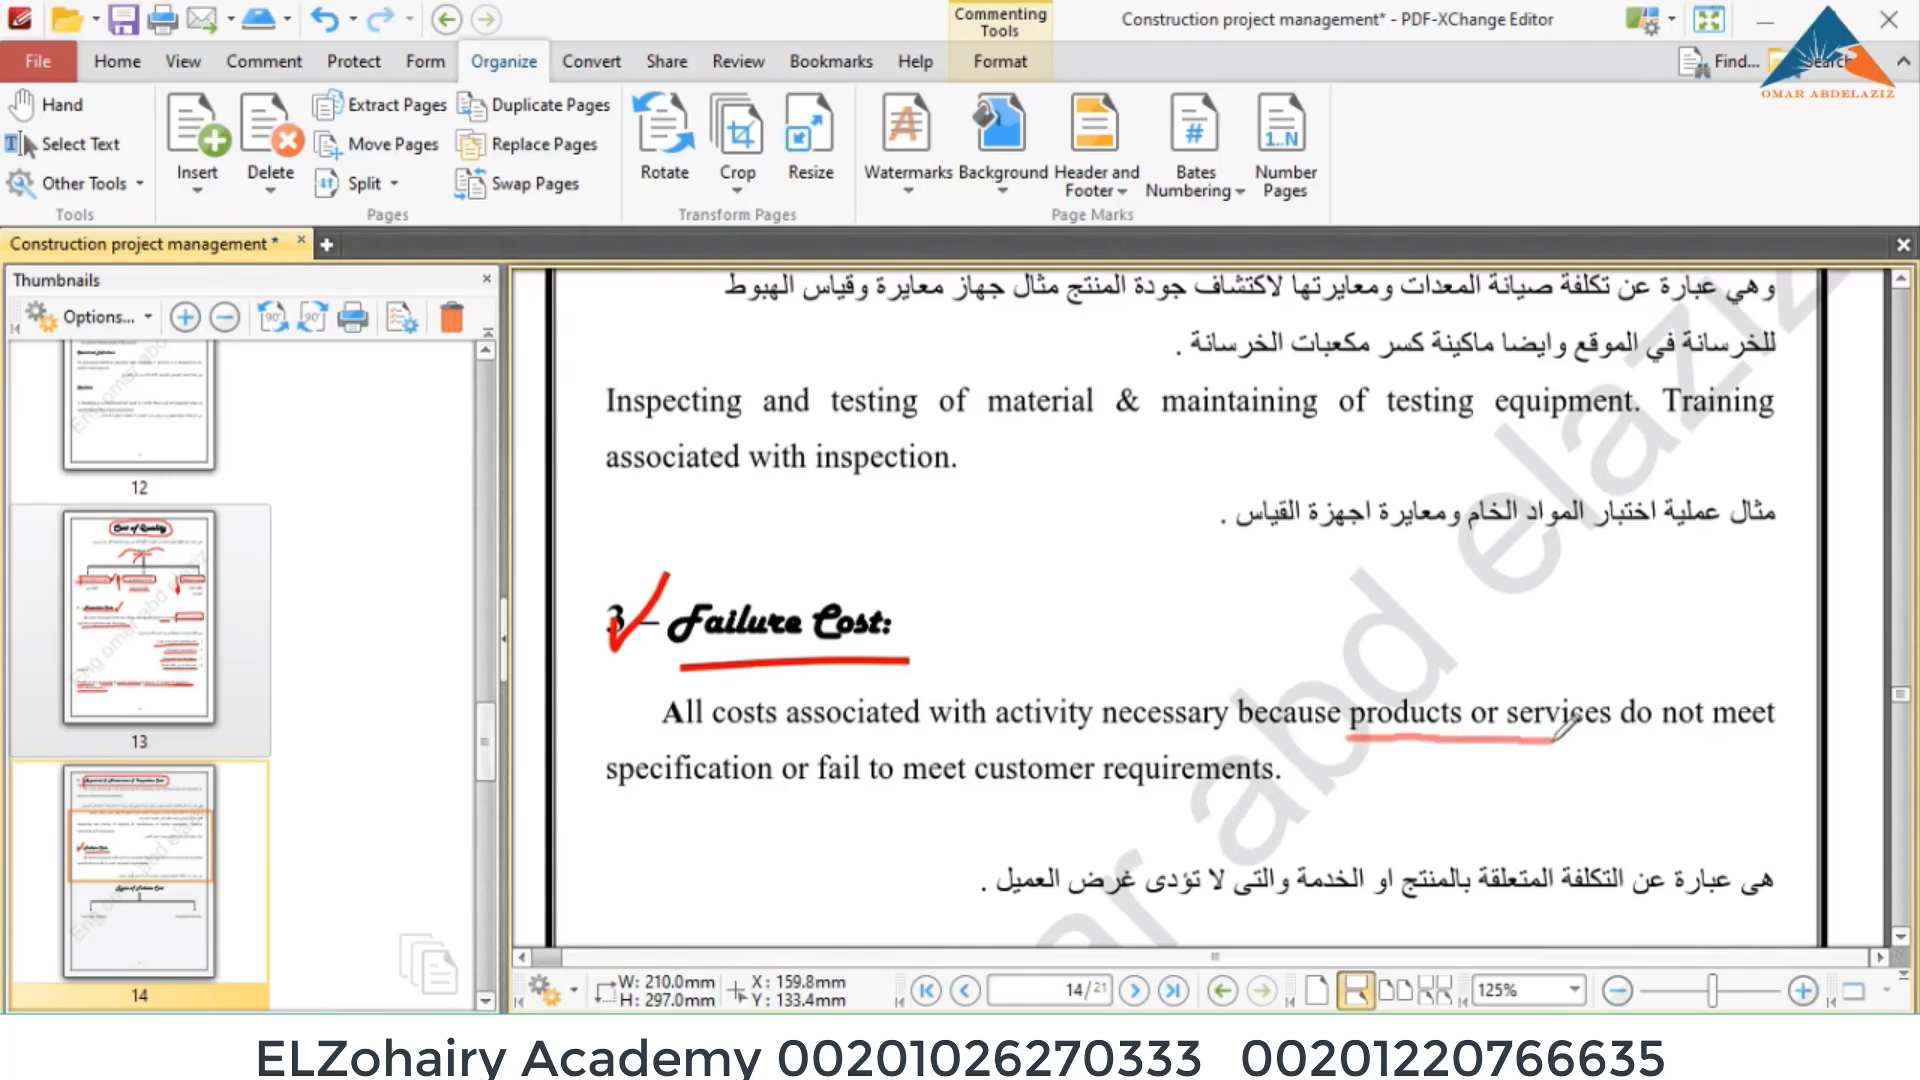 Commenting Tools
Construction project management* - PDF-XChange Editor
File Home View Comment Protect Form Organize Convert Share Review Bookmarks Help Format
Find...
Search
OMAR ABDELAZIZ
Hand
Select Text
Other Tools
Insert
Delete
Extract Pages
Move Pages
Split
Duplicate Pages
Replace Pages
Swap Pages
Rotate
Crop
Resize
Watermarks
Background
Header and Footer
Bates Numbering
Number Pages
Tools
Pages
Transform Pages
Page Marks
Construction project management *
Thumbnails
Options...
12
Cost of Quality
13
14
وهي عبارة عن تكلفة صيانة المعدات ومعايرتها لاكتشاف جودة المنتج مثال جهاز معايرة وقياس الهبوط
للخرسانة في الموقع وايضا ماكينة كسر مكعبات الخرسانة .
Inspecting and testing of material & maintaining of testing equipment. Training
associated with inspection.
مثال عملية اختبار المواد الخام ومعايرة اجهزة القياس .
3 – Failure Cost:
All costs associated with activity necessary because products or services do not meet
specification or fail to meet customer requirements.
هى عبارة عن التكلفة المتعلقة بالمنتج او الخدمة والتى لا تؤدى غرض العميل .
ar abd elaziz
W: 210.0mm
H: 297.0mm
X: 159.8mm
Y: 133.4mm
14/21
125%
ELZohairy Academy 00201026270333 00201220766635